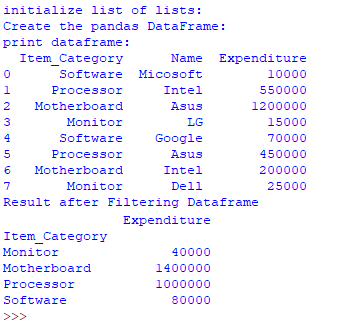 initialize list of lists:
Create the pandas DataFrame:
print dataframe:
  Item_Category      Name  Expenditure
0      Software  Micosoft        10000
1     Processor     Intel       550000
2   Motherboard      Asus      1200000
3       Monitor        LG        15000
4      Software    Google        70000
5     Processor      Asus       450000
6   Motherboard     Intel       200000
7       Monitor      Dell        25000
Result after Filtering Dataframe
               Expenditure
Item_Category
Monitor              40000
Motherboard        1400000
Processor          1000000
Software             80000
>>>